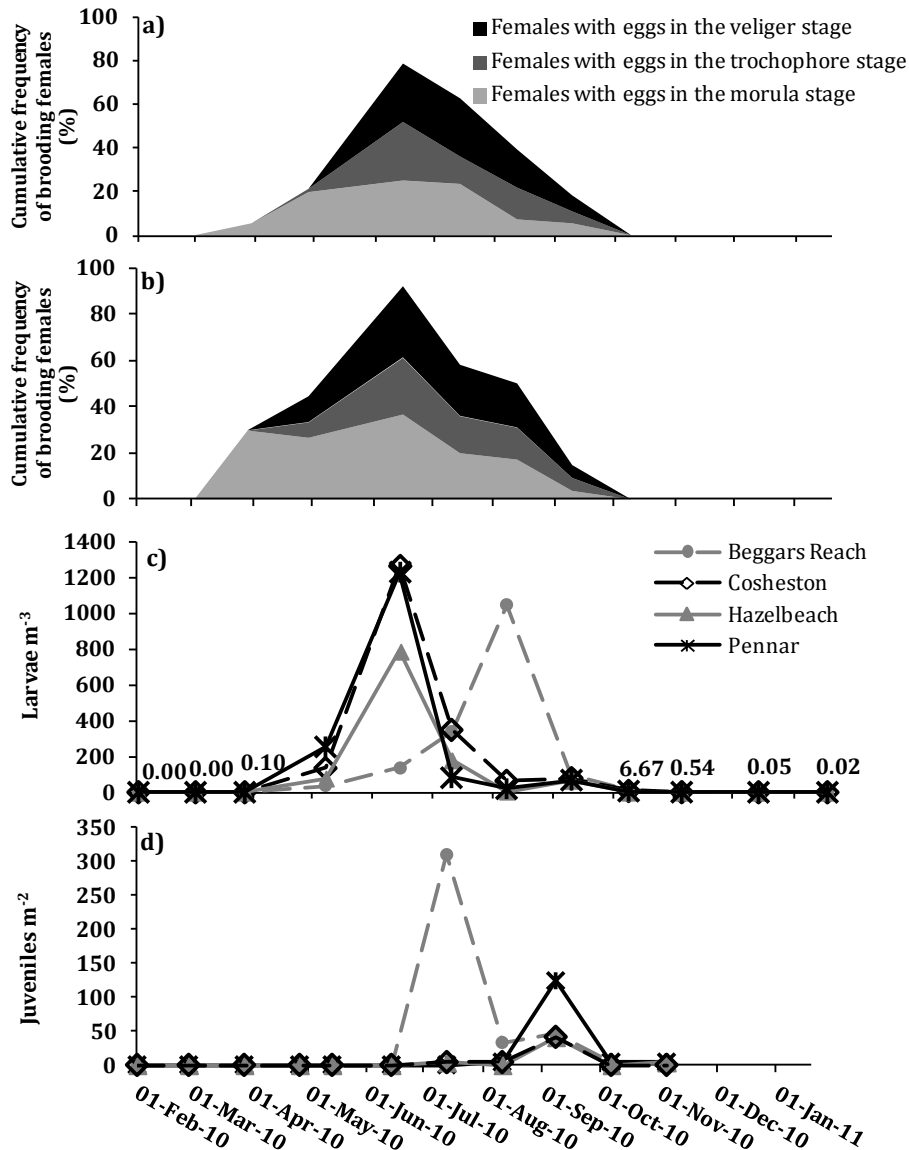 a)
Females with eggs in the veliger stage
Females with eggs in the trochophore stage
Females with eggs in the morula stage
Cumulative frequency
of brooding females
(%)
100
80
60
40
20
0
b)
Cumulative frequency
of brooding females
(%)
100
80
60
40
20
0
c)
Beggars Reach
Cosheston
Hazelbeach
Pennar
Larvae m-3
1400
1200
1000
800
600
400
200
0
0.00
0.00
0.10
6.67
0.54
0.05
0.02
d)
Juveniles m-2
350
300
250
200
150
100
50
0
01-Feb-10
01-Mar-10
01-Apr-10
01-May-10
01-Jun-10
01-Jul-10
01-Aug-10
01-Sep-10
01-Oct-10
01-Nov-10
01-Dec-10
01-Jan-11